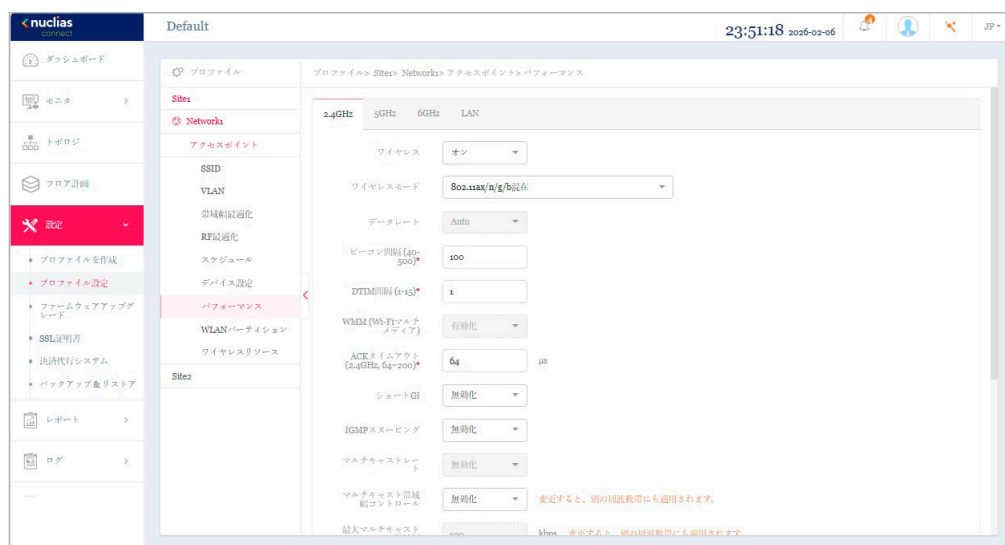 nuclias
connect
Default
23:51:18 2026-02-06
4
JP
ダッシュボード
モニタ
トポロジ
フロア計画
設定
プロファイルを作成
プロファイル設定
ファームウェアアップグ
レード
SSL証明書
決済代行システム
バックアップ&リストア
レポート
ログ
プロファイル
Site1
Network1
アクセスポイント
SSID
VLAN
帯域幅最適化
RF最適化
スケジュール
デバイス設定
パフォーマンス
WLANパーティション
ワイヤレスリソース
Site2
プロファイル> Site1> Network1> アクセスポイント> パフォーマンス
2.4GHz 5GHz 6GHz LAN
ワイヤレス オン
ワイヤレスモード 802.11ax/n/g/b混在
データレート Auto
ビーコン間隔 (40-
500)* 100
DTIM間隔 (1-15)* 1
WMM (Wi-Fiマルチ
メディア) 有効化
ACKタイムアウト
(2.4GHz, 64~200)* 64 μs
ショートGI 無効化
IGMPスヌーピング 無効化
マルチキャストレー
ト 無効化
マルチキャスト帯域
幅コントロール 無効化 変更すると、別の周波数帯にも適用されます。
最大マルチキャスト 100 kbps 変更すると、別の周波数帯にも適用されます。